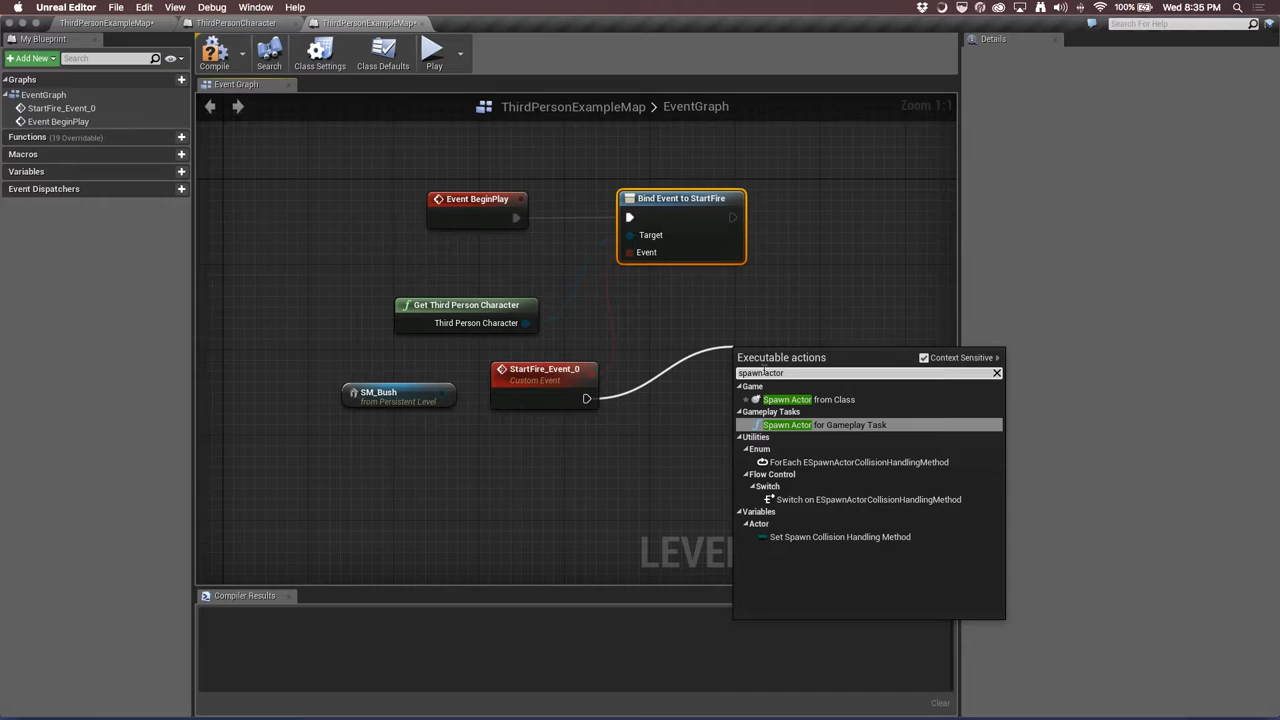 Unreal Engine File Edit View Debug Window Help
100% Wed 8:35 PM
ThirdPersonExampleMap*
ThirdPersonCharacter
ThirdPersonExampleMap*
Search For Help
My Blueprint
+Add New
Search
Graphs
EventGraph
StartFire_Event_0
Event BeginPlay
Functions (19 Overridable)
Macros
Variables
Event Dispatchers
Compile
Search
Class Settings
Class Defaults
Play
Details
Event Graph
ThirdPersonExampleMap > EventGraph
Zoom 1:1
Event BeginPlay
Bind Event to StartFire
Target
Event
Get Third Person Character
Third Person Character
StartFire_Event_0
Custom Event
SM_Bush
from Persistent Level
LEVE
Executable actions
Context Sensitive
spawnactor
Game
Spawn Actor from Class
Gameplay Tasks
Spawn Actor for Gameplay Task
Utilities
Enum
ForEach ESpawnActorCollisionHandlingMethod
Flow Control
Switch
Switch on ESpawnActorCollisionHandlingMethod
Variables
Actor
Set Spawn Collision Handling Method
Compiler Results
Clear